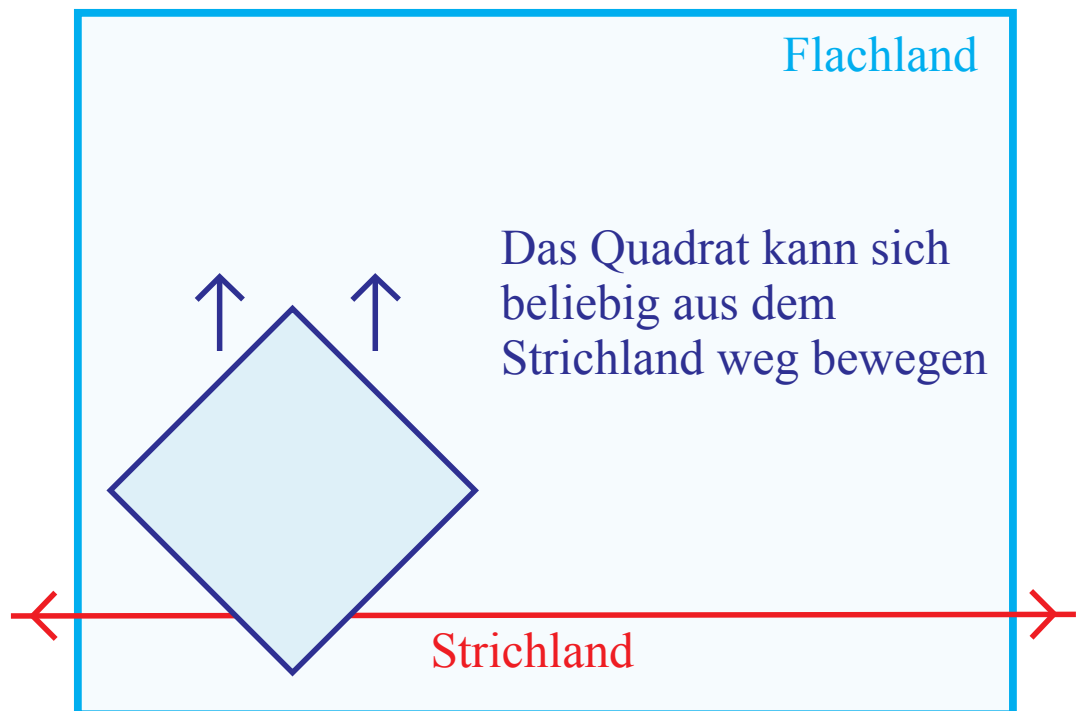 Flachland
Das Quadrat kann sich
beliebig aus dem
Strichland weg bewegen
Strichland